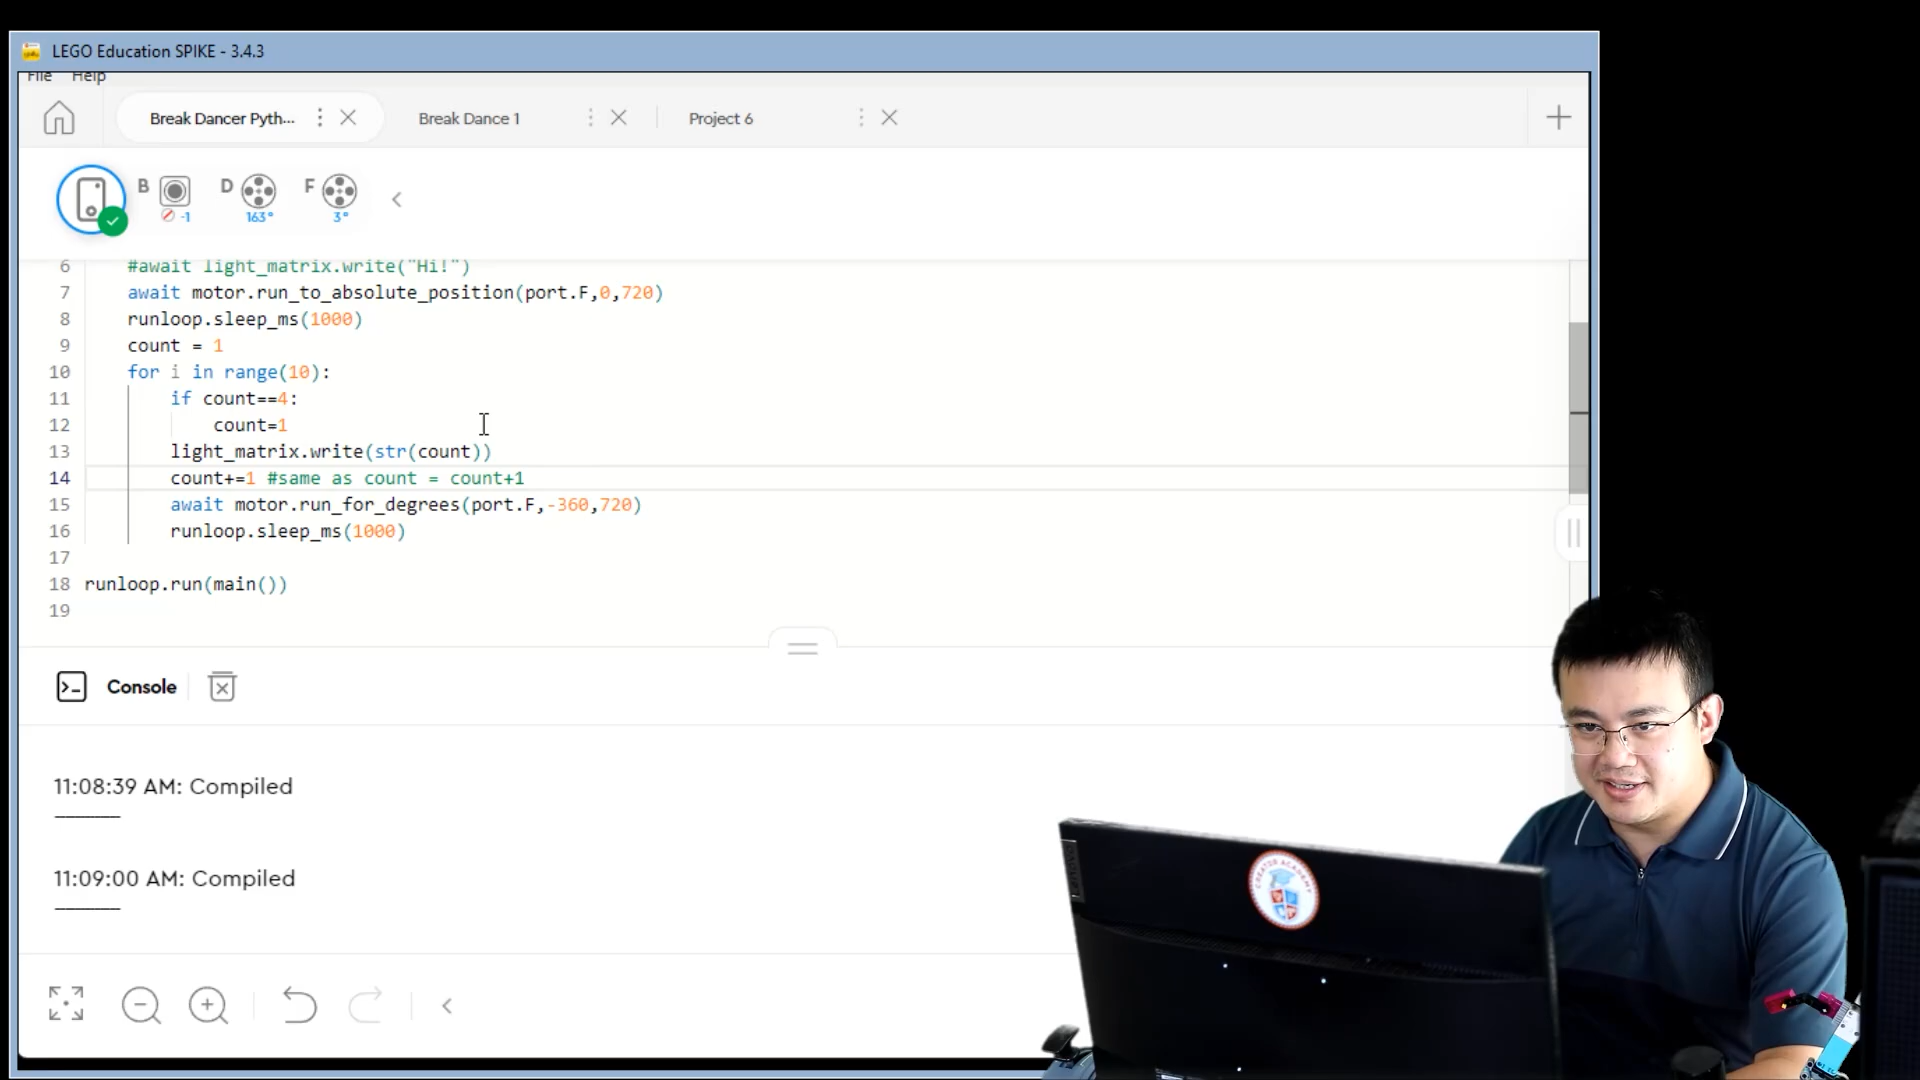 LEGO Education SPIKE - 3.4.3
File Help
Break Dancer Pyth... Break Dance 1 Project 6
B D F
-1 163° 3°
6 #await light_matrix.write("Hi!")
7 await motor.run_to_absolute_position(port.F,0,720)
8 runloop.sleep_ms(1000)
9 count = 1
10 for i in range(10):
11 if count==4:
12 count=1
13 light_matrix.write(str(count))
14 count+=1 #same as count = count+1
15 await motor.run_for_degrees(port.F,-360,720)
16 runloop.sleep_ms(1000)
17
18 runloop.run(main())
19
Console
11:08:39 AM: Compiled
11:09:00 AM: Compiled
Lenovo
CREATOR ACADEMY